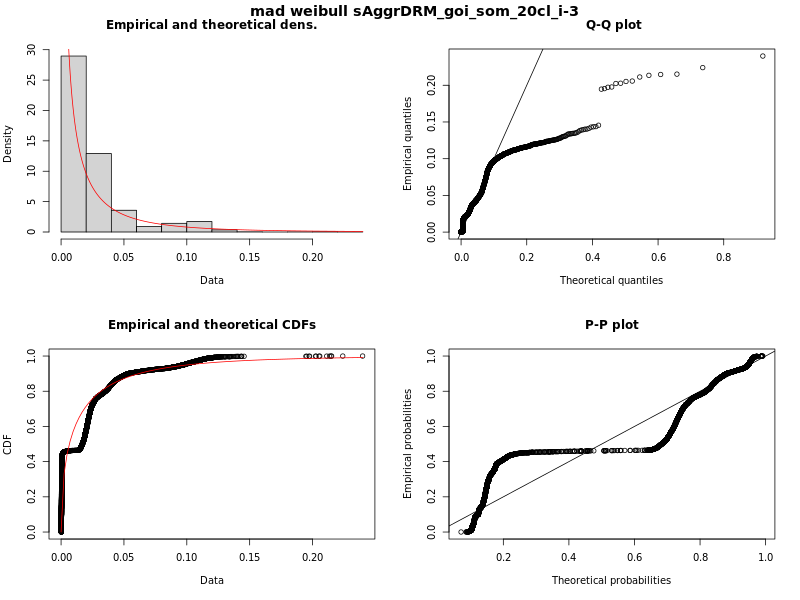 mad weibull sAggrDRM_goi_som_20cl_i-3
Empirical and theoretical dens.
Density
0 5 10 15 20 25 30
0.00 0.05 0.10 0.15 0.20
Data
Q-Q plot
Empirical quantiles
0.00 0.05 0.10 0.15 0.20
0.0 0.2 0.4 0.6 0.8
Theoretical quantiles
Empirical and theoretical CDFs
CDF
0.0 0.2 0.4 0.6 0.8 1.0
0.00 0.05 0.10 0.15 0.20
Data
P-P plot
Empirical probabilities
0.0 0.2 0.4 0.6 0.8 1.0
0.2 0.4 0.6 0.8 1.0
Theoretical probabilities